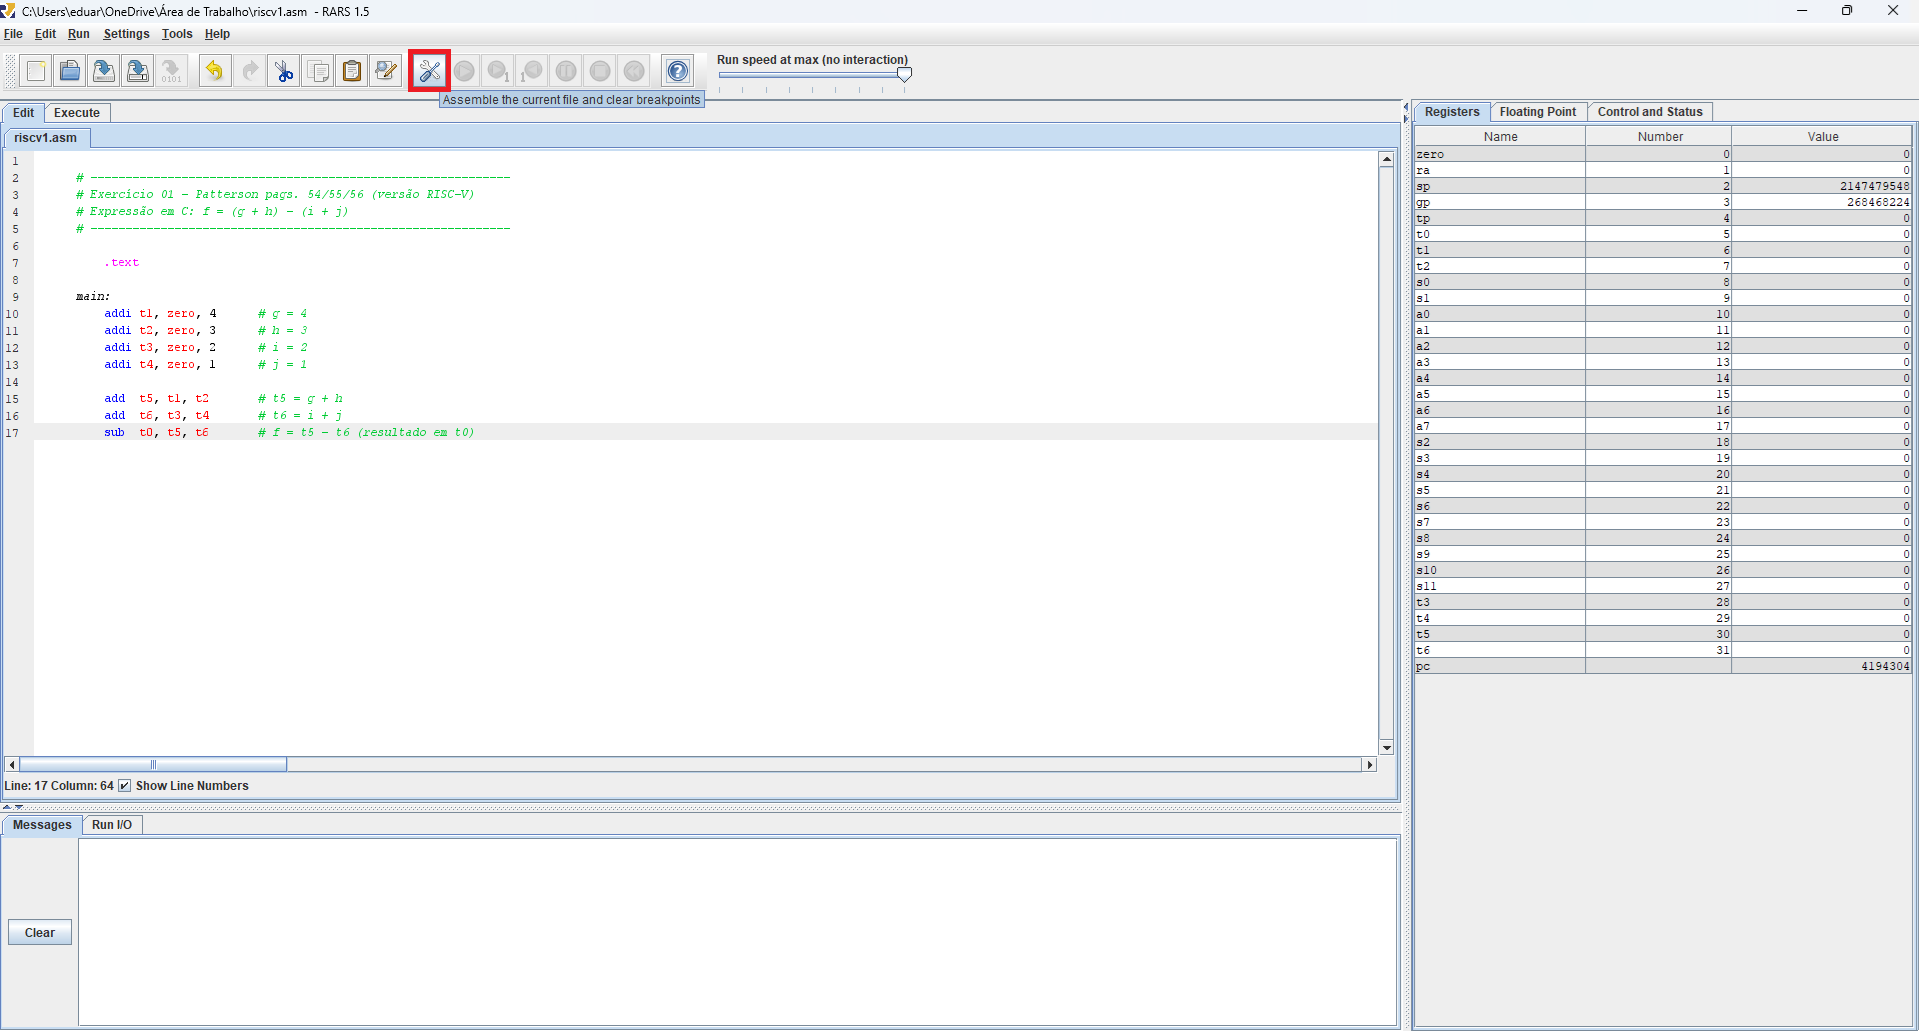 C:\Users\eduar\OneDrive\Área de Trabalho\riscv1.asm - RARS 1.5
File Edit Run Settings Tools Help
Run speed at max (no interaction)
Assemble the current file and clear breakpoints
Edit Execute
riscv1.asm
1
2 # ------------------------------------------------------------
3 # Exercício 01 - Patterson pags. 54/55/56 (versão RISC-V)
4 # Expressão em C: f = (g + h) - (i + j)
5 # ------------------------------------------------------------
6
7 .text
8
9 main:
10 addi t1, zero, 4 # g = 4
11 addi t2, zero, 3 # h = 3
12 addi t3, zero, 2 # i = 2
13 addi t4, zero, 1 # j = 1
14
15 add t5, t1, t2 # t5 = g + h
16 add t6, t3, t4 # t6 = i + j
17 sub t0, t5, t6 # f = t5 - t6 (resultado em t0)
Line: 17 Column: 64 Show Line Numbers
Messages Run I/O
Clear
Registers Floating Point Control and Status
Name Number Value
zero 0 0
ra 1 0
sp 2 2147479548
gp 3 268468224
tp 4 0
t0 5 0
t1 6 0
t2 7 0
s0 8 0
s1 9 0
a0 10 0
a1 11 0
a2 12 0
a3 13 0
a4 14 0
a5 15 0
a6 16 0
a7 17 0
s2 18 0
s3 19 0
s4 20 0
s5 21 0
s6 22 0
s7 23 0
s8 24 0
s9 25 0
s10 26 0
s11 27 0
t3 28 0
t4 29 0
t5 30 0
t6 31 0
pc 4194304